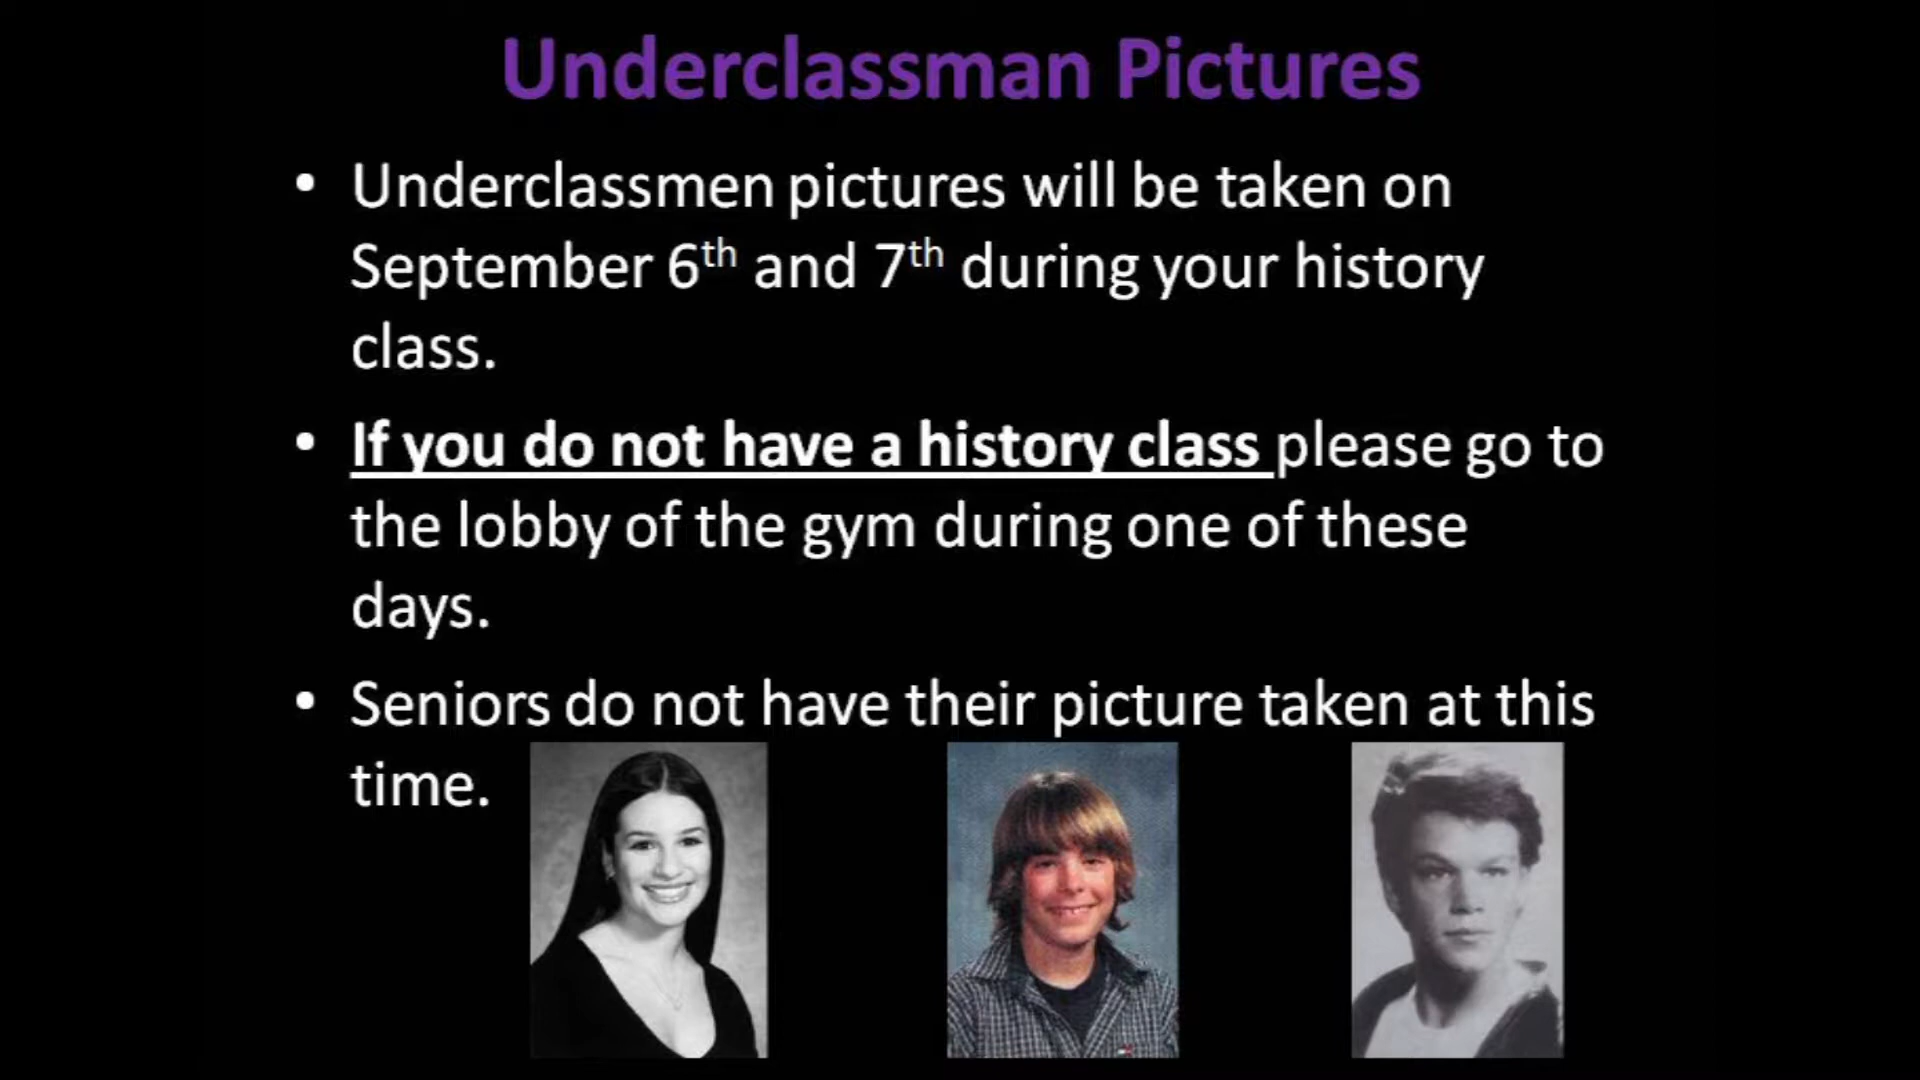 Underclassman Pictures
• Underclassmen pictures will be taken on
September 6th and 7th during your history
class.
• If you do not have a history class please go to
the lobby of the gym during one of these
days.
• Seniors do not have their picture taken at this
time.